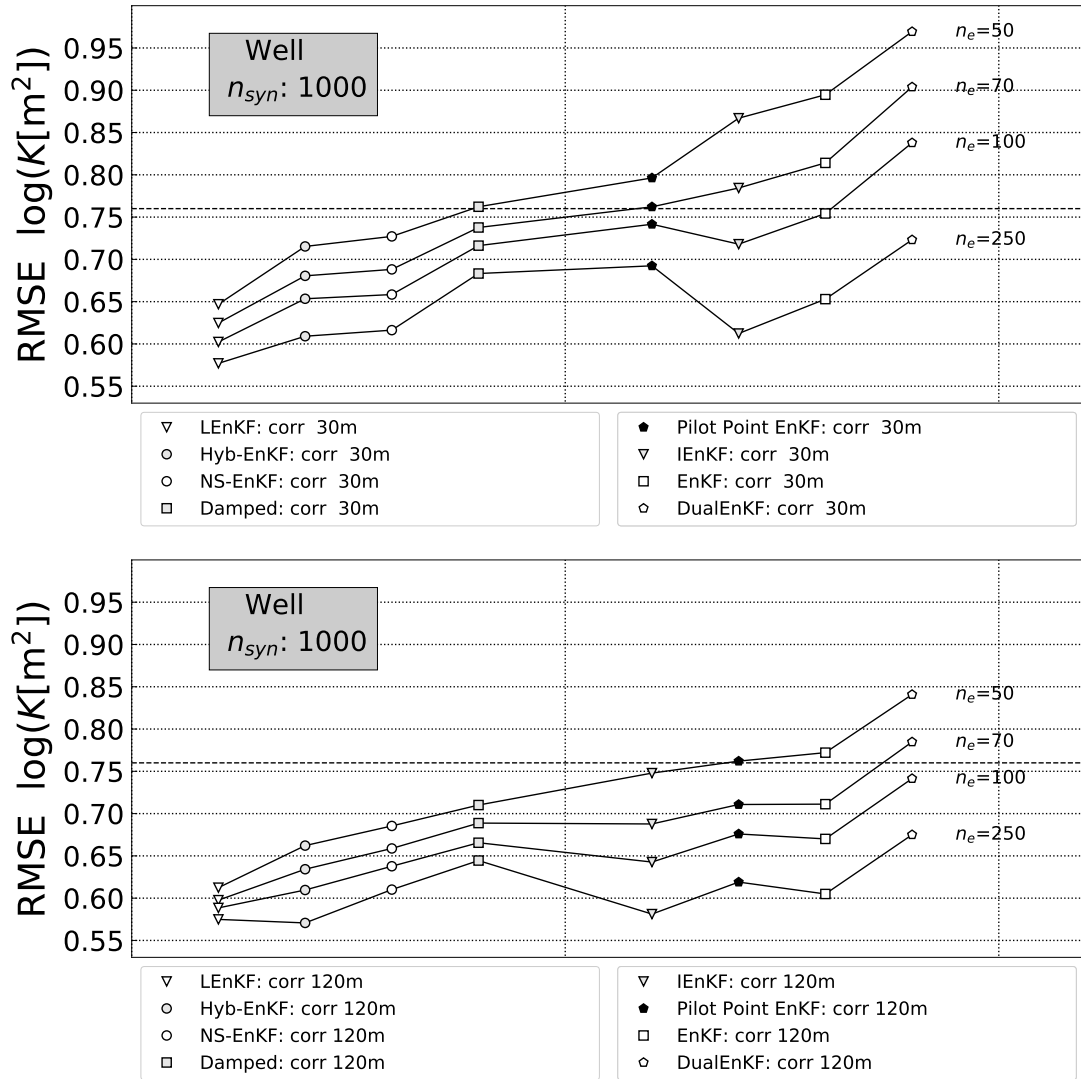 RMSE log(K[m²])
0.95
0.90
0.85
0.80
0.75
0.70
0.65
0.60
0.55
Well
n_syn: 1000
n_e=50
n_e=70
n_e=100
n_e=250
LEnKF: corr 30m
Hyb-EnKF: corr 30m
NS-EnKF: corr 30m
Damped: corr 30m
Pilot Point EnKF: corr 30m
IEnKF: corr 30m
EnKF: corr 30m
DualEnKF: corr 30m
RMSE log(K[m²])
0.95
0.90
0.85
0.80
0.75
0.70
0.65
0.60
0.55
Well
n_syn: 1000
n_e=50
n_e=70
n_e=100
n_e=250
LEnKF: corr 120m
Hyb-EnKF: corr 120m
NS-EnKF: corr 120m
Damped: corr 120m
IEnKF: corr 120m
Pilot Point EnKF: corr 120m
EnKF: corr 120m
DualEnKF: corr 120m